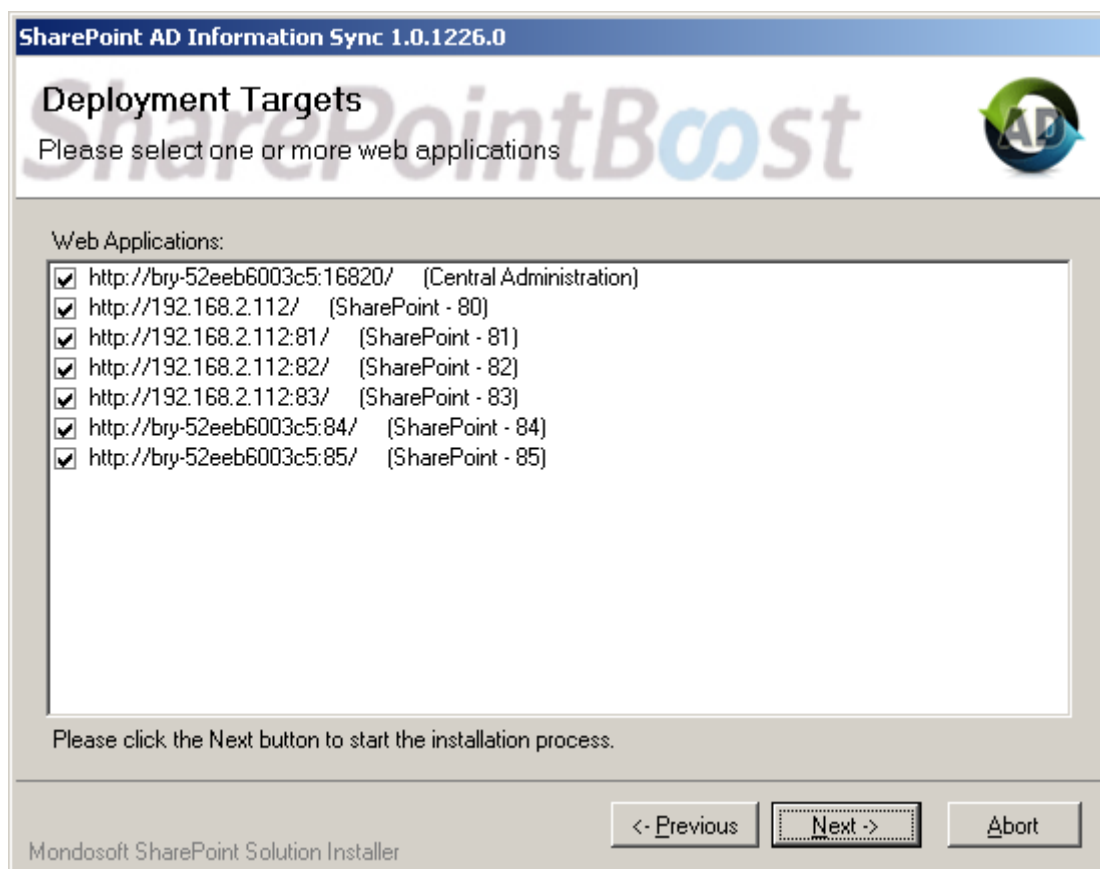 SharePoint AD Information Sync 1.0.1226.0
SharePointBoost
AD
Deployment Targets
Please select one or more web applications
Web Applications:
http://bry-52eeb6003c5:16820/ (Central Administration)
http://192.168.2.112/ (SharePoint - 80)
http://192.168.2.112:81/ (SharePoint - 81)
http://192.168.2.112:82/ (SharePoint - 82)
http://192.168.2.112:83/ (SharePoint - 83)
http://bry-52eeb6003c5:84/ (SharePoint - 84)
http://bry-52eeb6003c5:85/ (SharePoint - 85)
Please click the Next button to start the installation process.
<- Previous Next -> Abort
Mondosoft SharePoint Solution Installer